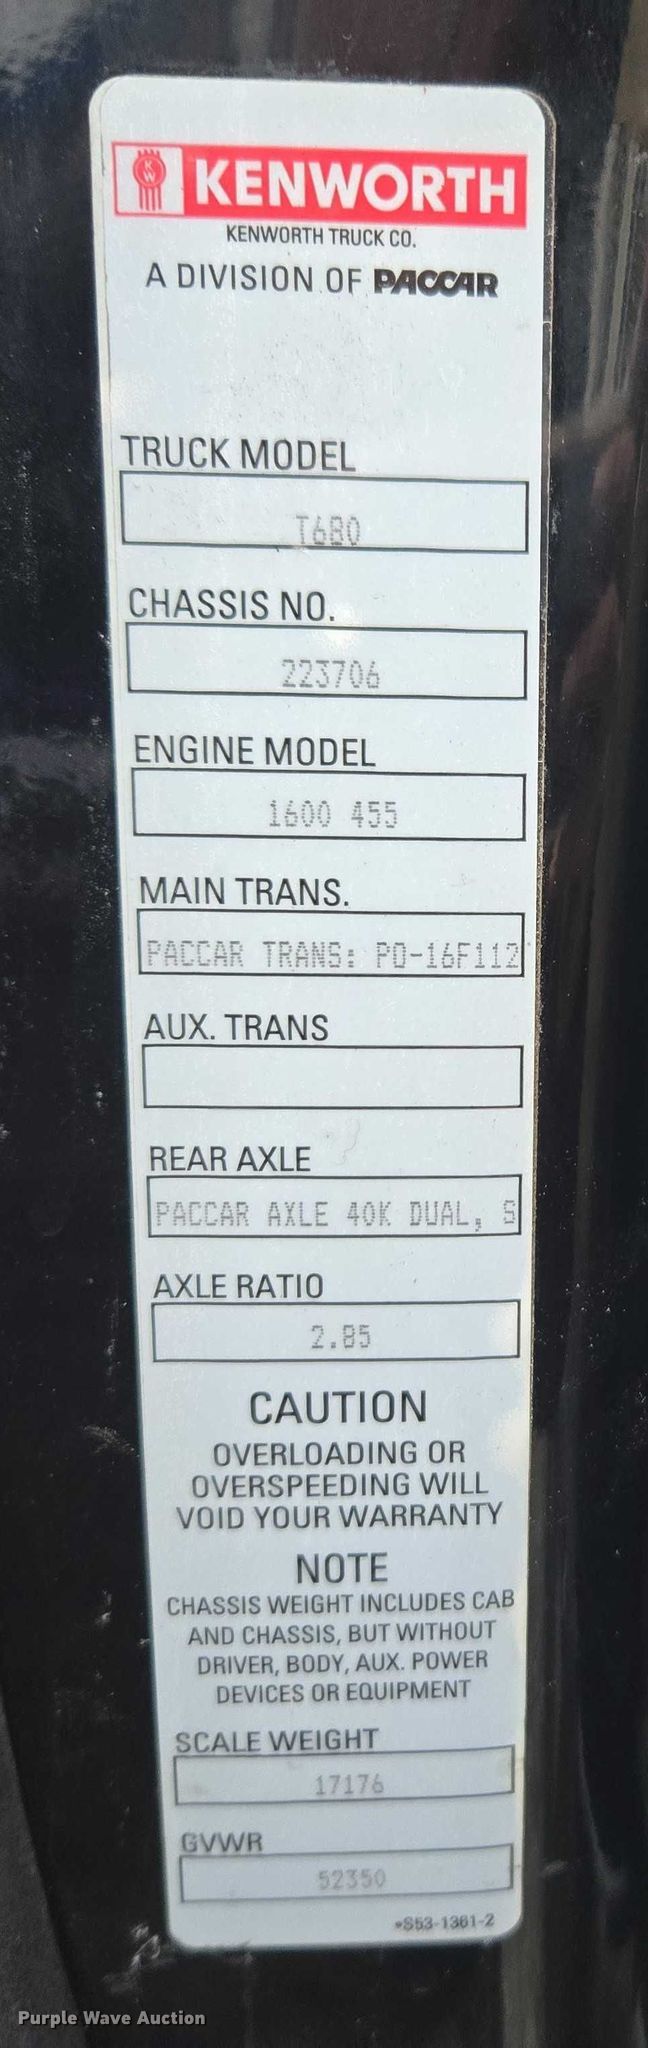 KW KENWORTH
KENWORTH TRUCK CO.
A DIVISION OF PACCAR
TRUCK MODEL
T680
CHASSIS NO.
223706
ENGINE MODEL
1600 455
MAIN TRANS.
PACCAR TRANS: PO-16F112
AUX. TRANS
REAR AXLE
PACCAR AXLE 40K DUAL, S
AXLE RATIO
2.85
CAUTION
OVERLOADING OR
OVERSPEEDING WILL
VOID YOUR WARRANTY
NOTE
CHASSIS WEIGHT INCLUDES CAB
AND CHASSIS, BUT WITHOUT
DRIVER, BODY, AUX. POWER
DEVICES OR EQUIPMENT
SCALE WEIGHT
17176
GVWR
52350
*S53-1361-2
Purple Wave Auction